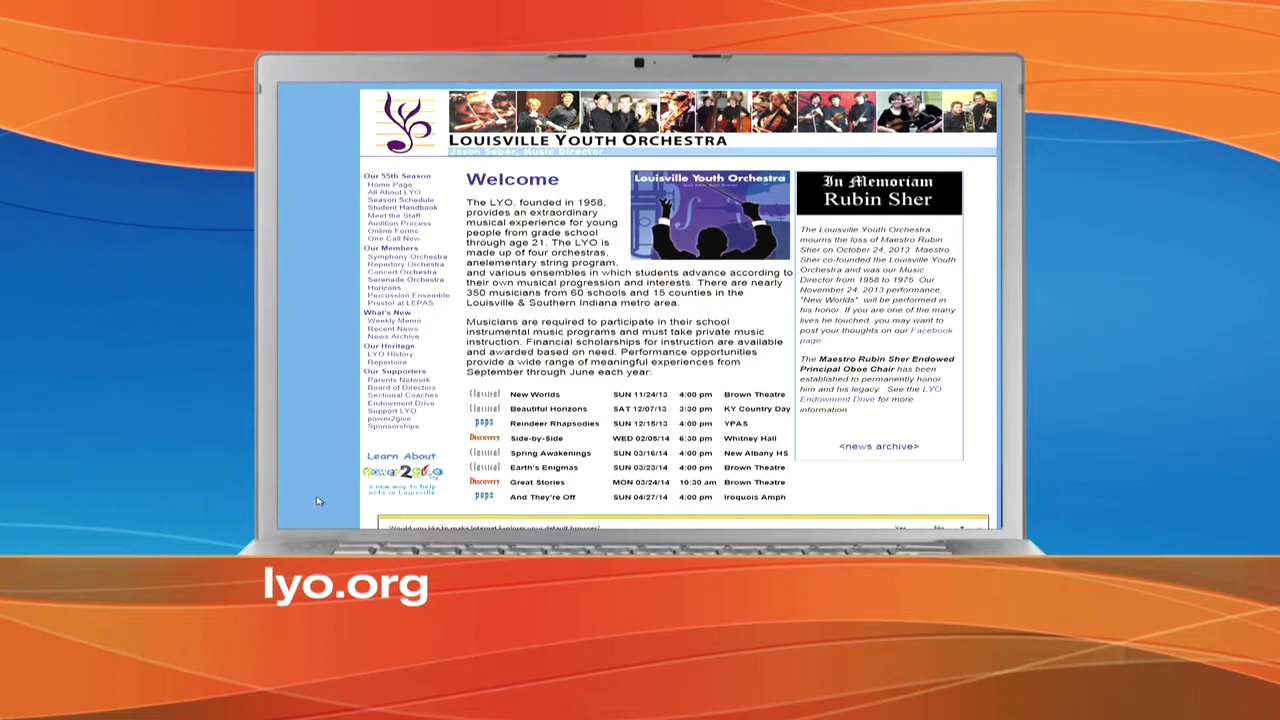 LOUISVILLE YOUTH ORCHESTRA
Jason Seber, Music Director
Our 55th Season
Home Page
All About LYO
Season Schedule
Student Handbook
Meet the Staff
Audition Process
Online Forms
One Call Now
Our Members
Symphony Orchestra
Repertory Orchestra
Concert Orchestra
Serenade Orchestra
Horizons
Percussion Ensemble
Presto! at LEPAS
What's New
Weekly Memo
Recent News
News Archive
Our Heritage
LYO History
Repertoire
Our Supporters
Parents Network
Board of Directors
Sectional Coaches
Endowment Drive
Support LYO
power2give
Sponsorships
Learn About
Power2Give
.org
a new way to help
arts in Louisville
Welcome
The LYO, founded in 1958,
provides an extraordinary
musical experience for young
people from grade school
through age 21. The LYO is
made up of four orchestras,
anelementary string program,
and various ensembles in which students advance according to
their own musical progression and interests. There are nearly
350 musicians from 60 schools and 15 counties in the
Louisville & Southern Indiana metro area.
Musicians are required to participate in their school
instrumental music programs and must take private music
instruction. Financial scholarships for instruction are available
and awarded based on need. Performance opportunities
provide a wide range of meaningful experiences from
September through June each year:
Classical New Worlds SUN 11/24/13 4:00 pm Brown Theatre
Classical Beautiful Horizons SAT 12/07/13 3:30 pm KY Country Day
pops Reindeer Rhapsodies SUN 12/15/13 4:00 pm YPAS
Discovery Side-by-Side WED 02/05/14 6:30 pm Whitney Hall
Classical Spring Awakenings SUN 03/16/14 4:00 pm New Albany HS
Classical Earth's Enigmas SUN 03/23/14 4:00 pm Brown Theatre
Discovery Great Stories MON 03/24/14 10:30 am Brown Theatre
pops And They're Off SUN 04/27/14 4:00 pm Iroquois Amph
Louisville Youth Orchestra
In Memoriam
Rubin Sher
The Louisville Youth Orchestra
mourns the loss of Maestro Rubin
Sher on October 24, 2013. Maestro
Sher co-founded the Louisville Youth
Orchestra and was our Music
Director from 1958 to 1975. Our
November 24, 2013 performance,
"New Worlds", will be performed in
his honor. If you are one of the many
lives he touched, you may want to
post your thoughts on our Facebook
page.
The Maestro Rubin Sher Endowed
Principal Oboe Chair has been
established to permanently honor
him and his legacy. See the LYO
Endowment Drive for more
information
<news archive>
Would you like to make Internet Explorer your default browser? Yes No
lyo.org